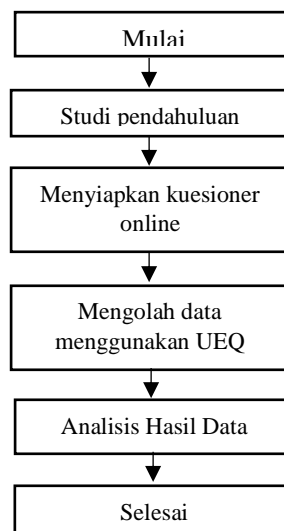 Mulai
Studi pendahuluan
Menyiapkan kuesioner
online
Mengolah data
menggunakan UEQ
Analisis Hasil Data
Selesai